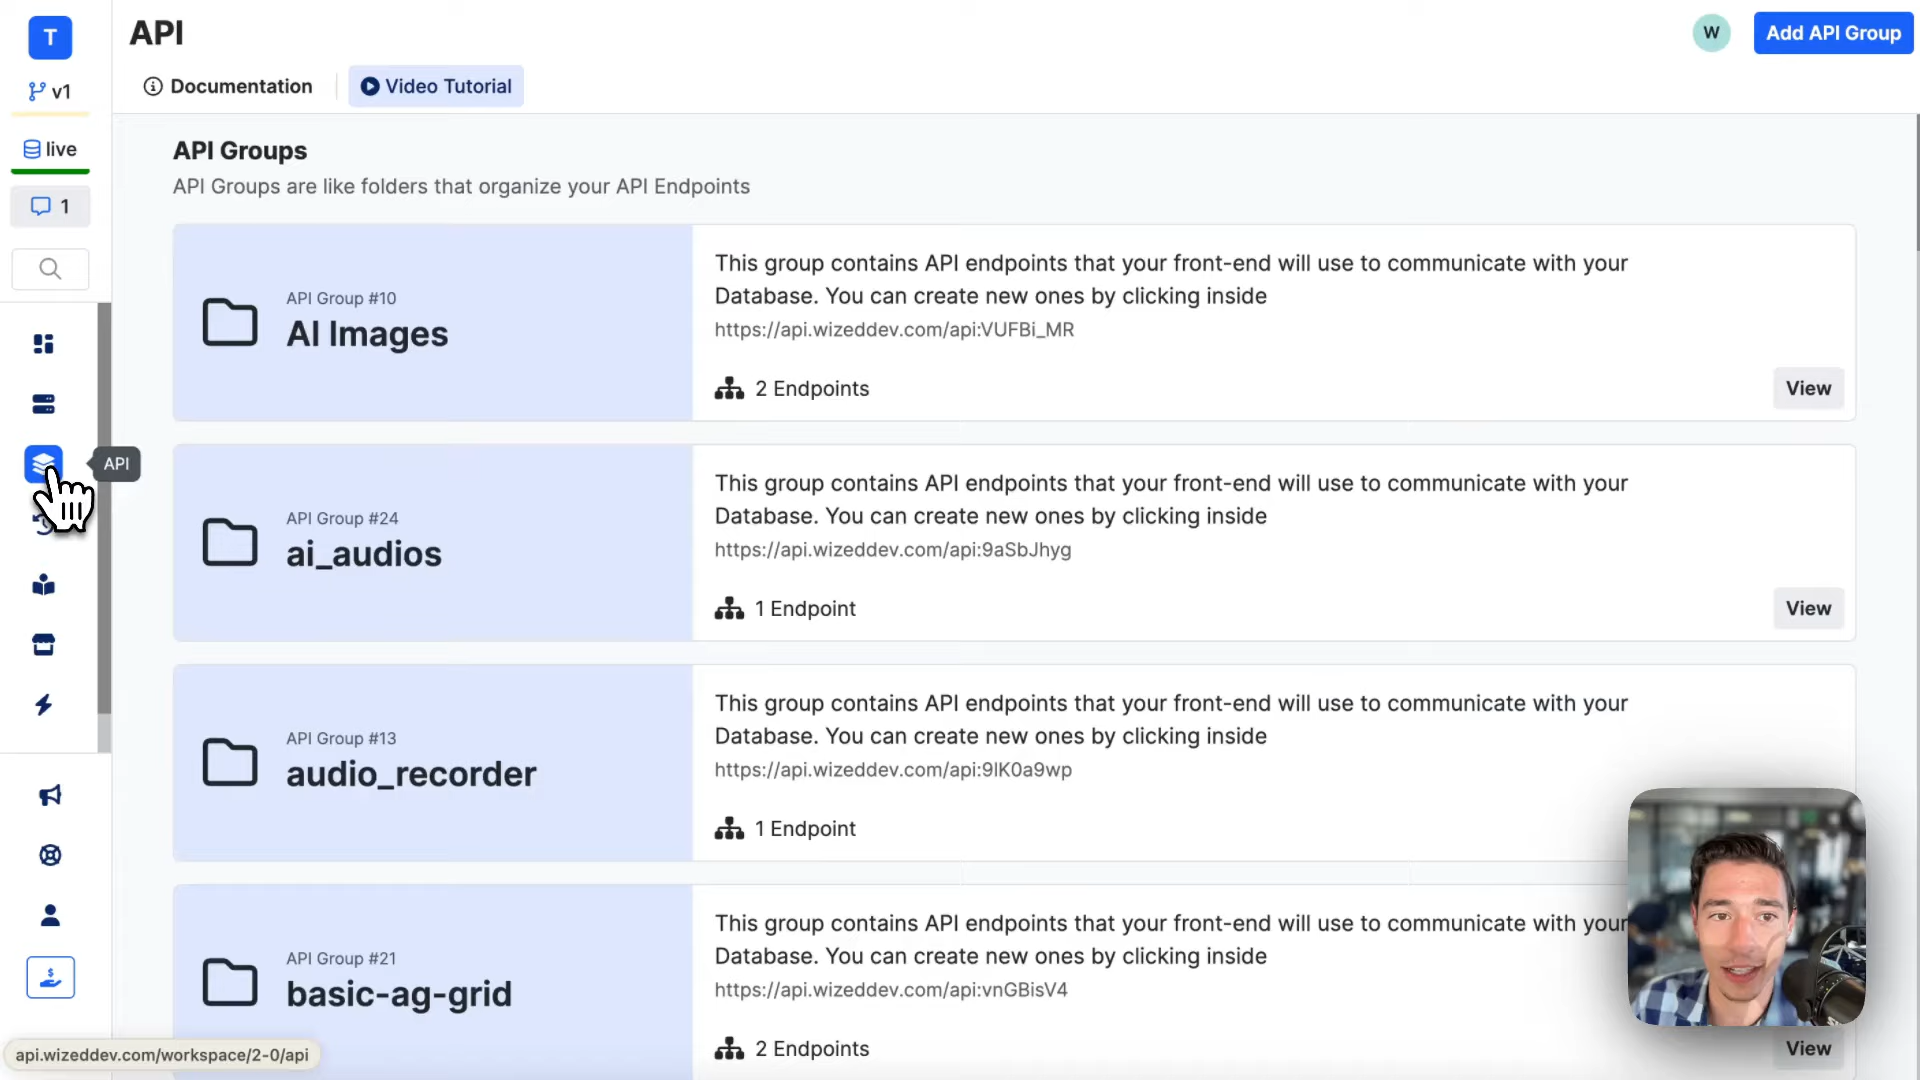 T
API
W
Add API Group
v1
Documentation
Video Tutorial
live
1
API Groups
API Groups are like folders that organize your API Endpoints
API Group #10
AI Images
This group contains API endpoints that your front-end will use to communicate with your
Database. You can create new ones by clicking inside
https://api.wizeddev.com/api:VUFBi_MR
2 Endpoints
View
API
API Group #24
ai_audios
This group contains API endpoints that your front-end will use to communicate with your
Database. You can create new ones by clicking inside
https://api.wizeddev.com/api:9aSbJhyg
1 Endpoint
View
API Group #13
audio_recorder
This group contains API endpoints that your front-end will use to communicate with your
Database. You can create new ones by clicking inside
https://api.wizeddev.com/api:9IK0a9wp
1 Endpoint
API Group #21
basic-ag-grid
This group contains API endpoints that your front-end will use to communicate with your
Database. You can create new ones by clicking inside
https://api.wizeddev.com/api:vnGBisV4
2 Endpoints
View
api.wizeddev.com/workspace/2-0/api